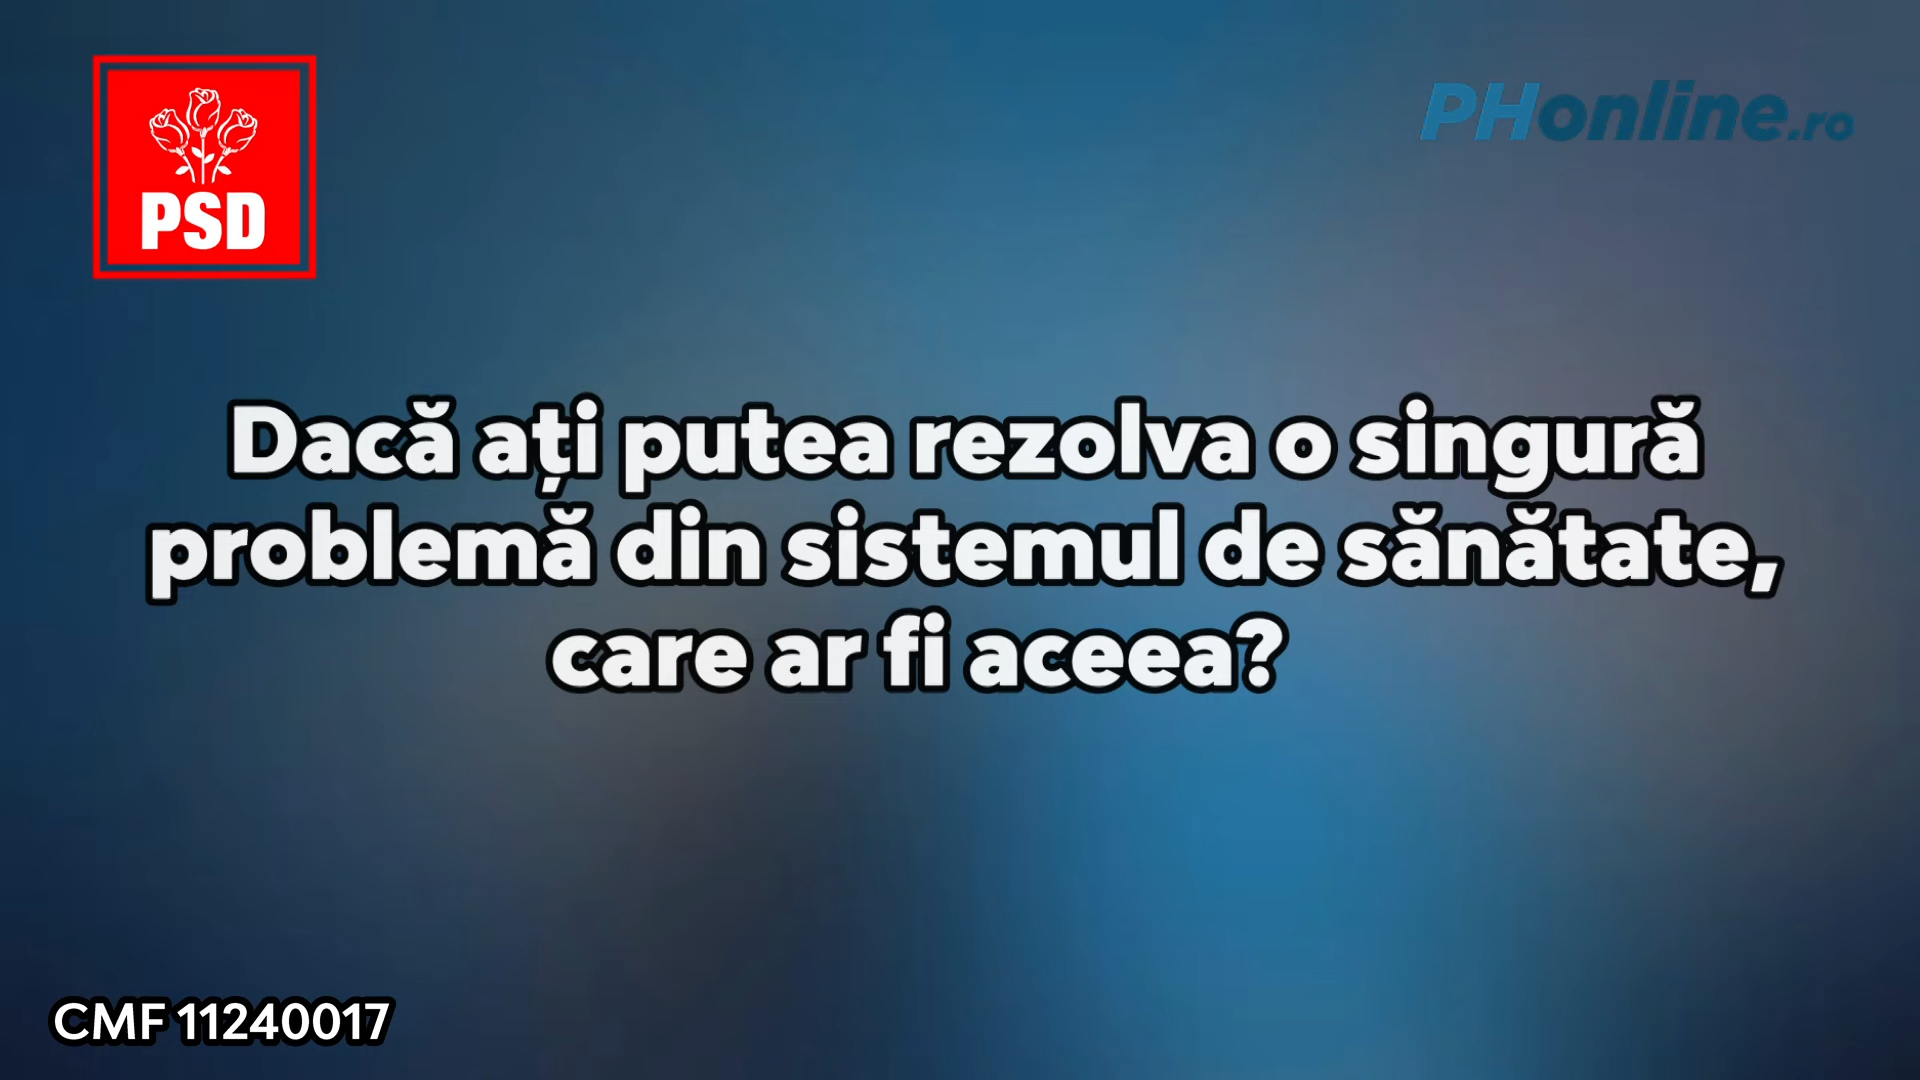 PSD
PHonline.ro
Dacă ați putea rezolva o singură
problemă din sistemul de sănătate,
care ar fi aceea?
CMF 11240017